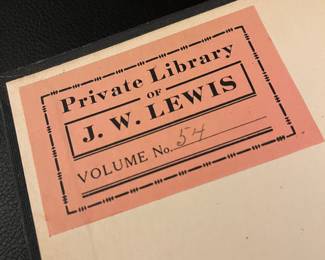 Private Library
OF
J. W. LEWIS
VOLUME No. 54